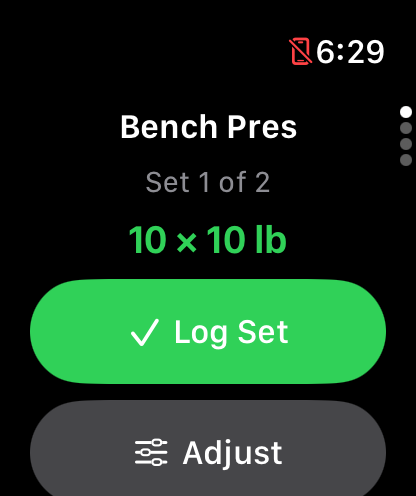 6:29
Bench Pres
Set 1 of 2
10 × 10 lb
Log Set
Adjust